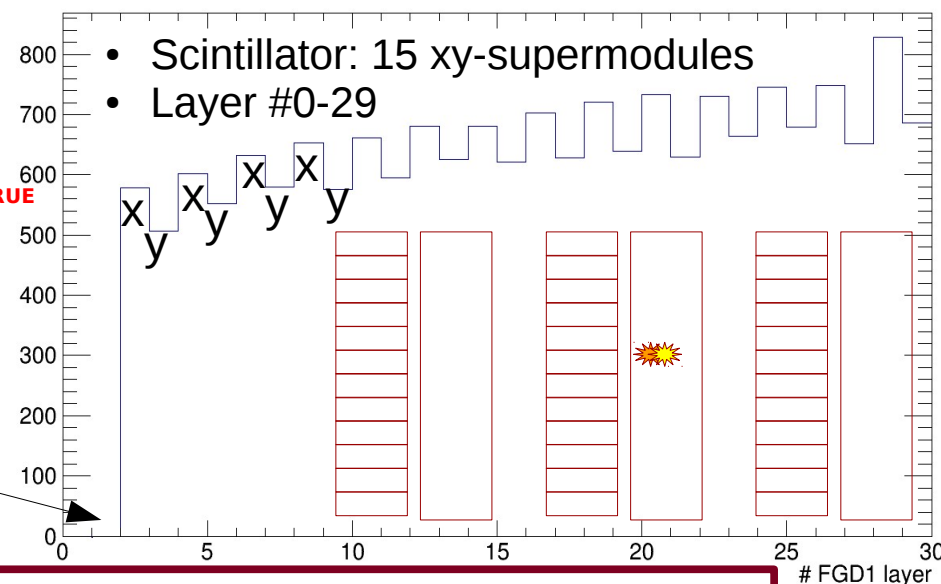 • Scintillator: 15 xy-supermodules
• Layer #0-29
800
700
600
500
400
300
200
100
0
RUE
x y x y x y x y
0 5 10 15 20 25 30
# FGD1 layer